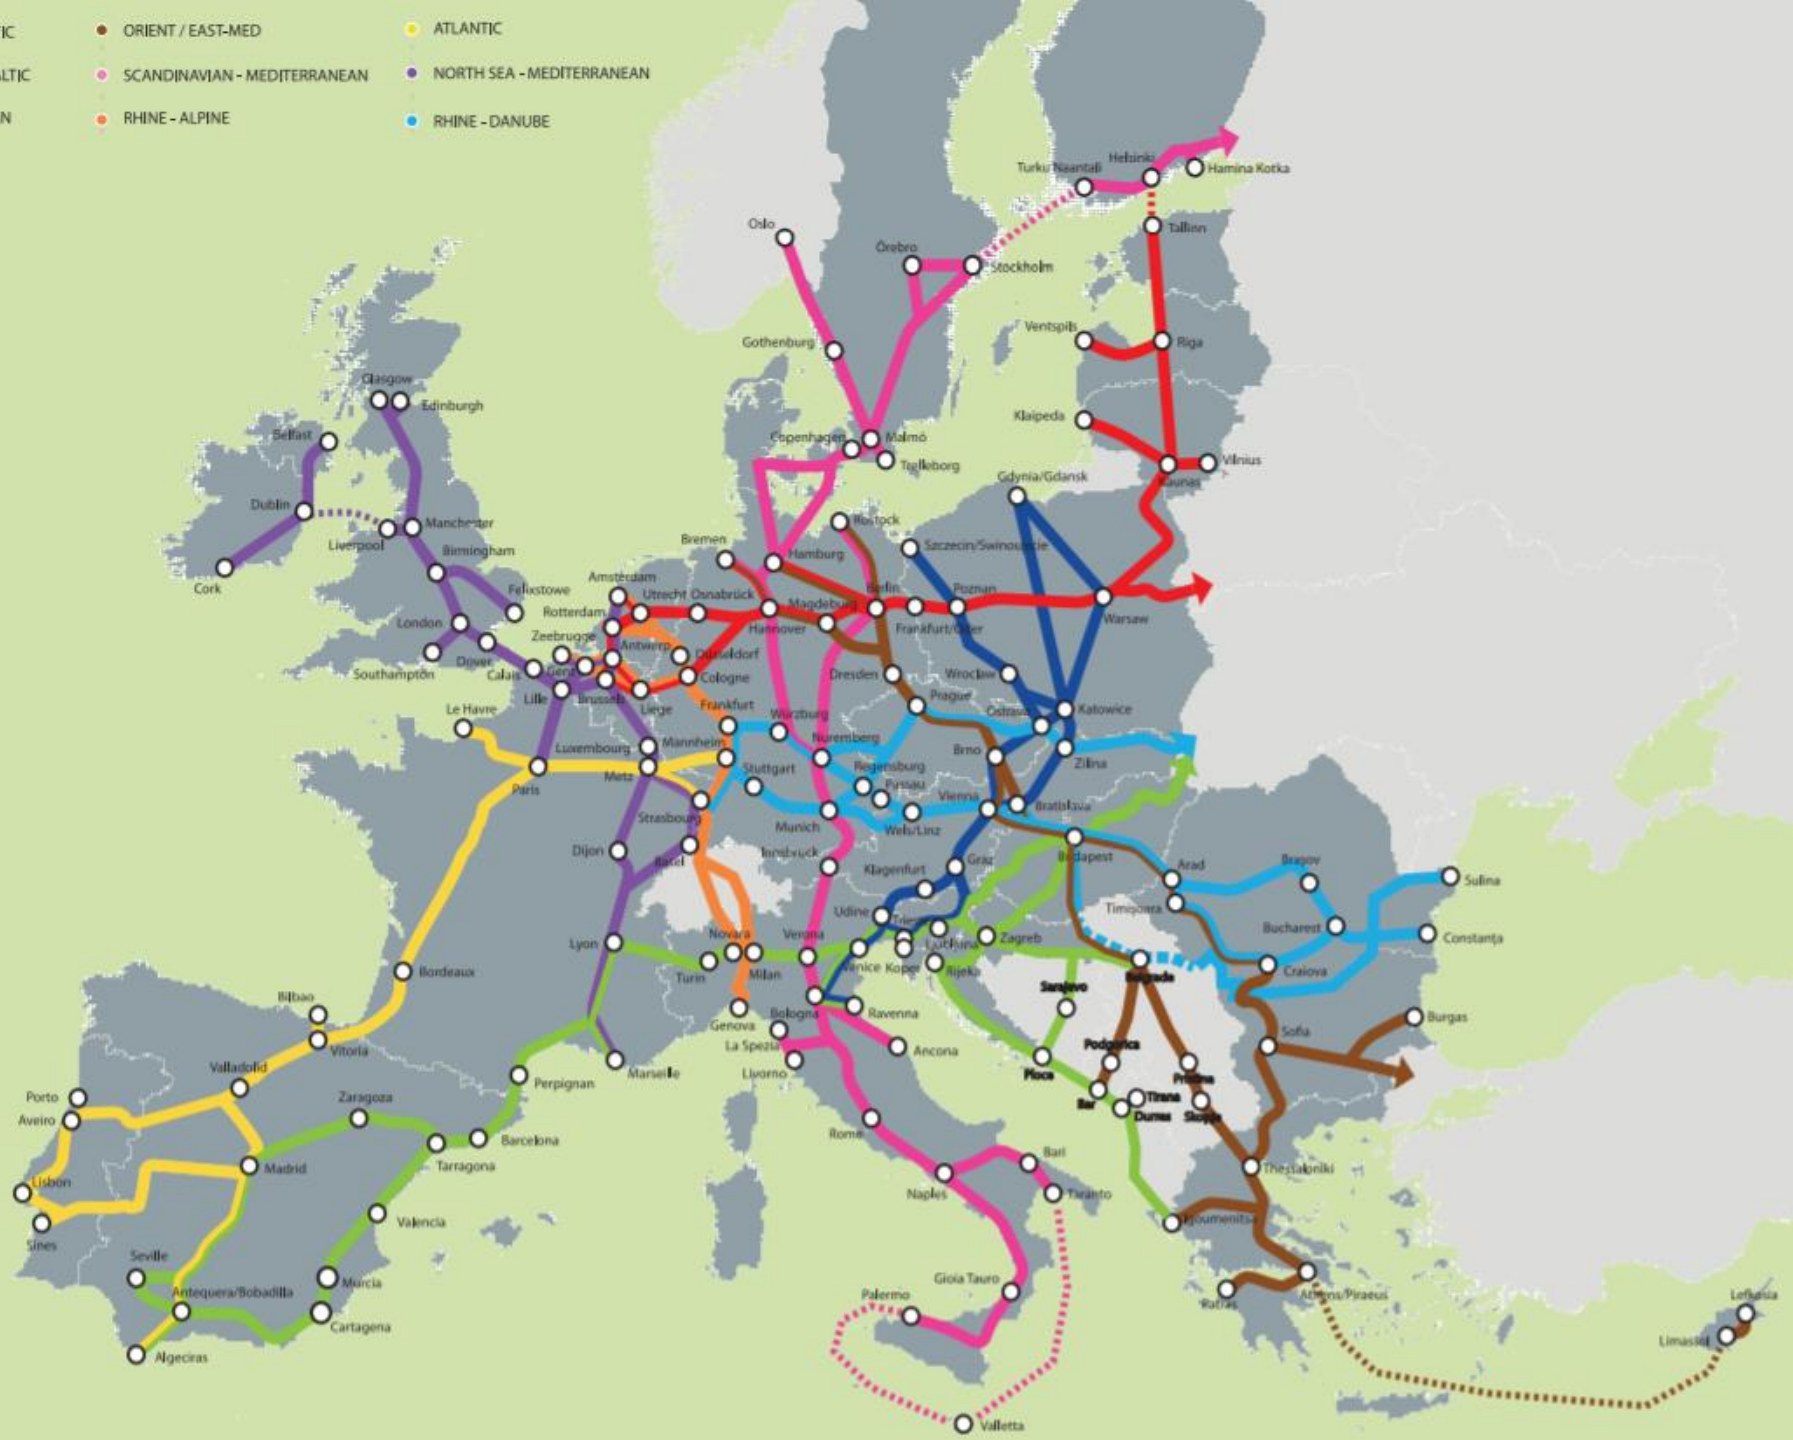 IC
ORIENT / EAST-MED
ATLANTIC
LTIC
SCANDINAVIAN - MEDITERRANEAN
NORTH SEA - MEDITERRANEAN
N
RHINE - ALPINE
RHINE - DANUBE
Helsinki
Turku Naantali
Hamina Kotka
Oslo
Tallinn
Örebro
Stockholm
Ventspils
Riga
Gothenburg
Glasgow
Edinburgh
Klaipeda
Belfast
Copenhagen
Malmö
Trelleborg
Vilnius
Gdynia/Gdansk
Kaunas
Dublin
Manchester
Rostock
Liverpool
Bremen
Hamburg
Szczecin/Swinoujscie
Birmingham
Cork
Amsterdam
Felixstowe
Utrecht
Osnabrück
Berlin
Poznan
Rotterdam
Magdeburg
London
Warsaw
Hannover
Frankfurt/Oder
Zeebrugge
Antwerp
Düsseldorf
Dover
Southampton
Calais
Gent
Cologne
Dresden
Wroclaw
Lille
Brussels
Liege
Prague
Le Havre
Frankfurt
Würzburg
Ostrava
Katowice
Luxembourg
Mannheim
Nuremberg
Brno
Zilina
Metz
Stuttgart
Regensburg
Paris
Passau
Vienna
Bratislava
Strasbourg
Munich
Wels/Linz
Dijon
Basel
Innsbruck
Graz
Budapest
Klagenfurt
Arad
Brasov
Sulina
Udine
Timişoara
Lyon
Novara
Verona
Ljubljana
Zagreb
Bucharest
Constanţa
Turin
Milan
Venice
Koper
Rijeka
Belgrade
Craiova
Bordeaux
Sarajevo
Bilbao
Genova
Bologna
Ravenna
Burgas
Sofia
Vitoria
La Spezia
Ancona
Podgorica
Valladolid
Marseille
Livorno
Ploce
Pristina
Perpignan
Porto
Zaragoza
Bar
Tirana
Aveiro
Durres
Skopje
Rome
Barcelona
Tarragona
Bari
Madrid
Thessaloniki
Lisbon
Naples
Taranto
Valencia
Igoumenitsa
Sines
Seville
Murcia
Gioia Tauro
Antequera/Bobadilla
Palermo
Patras
Athens/Piraeus
Lefkosia
Cartagena
Limassol
Algeciras
Valletta